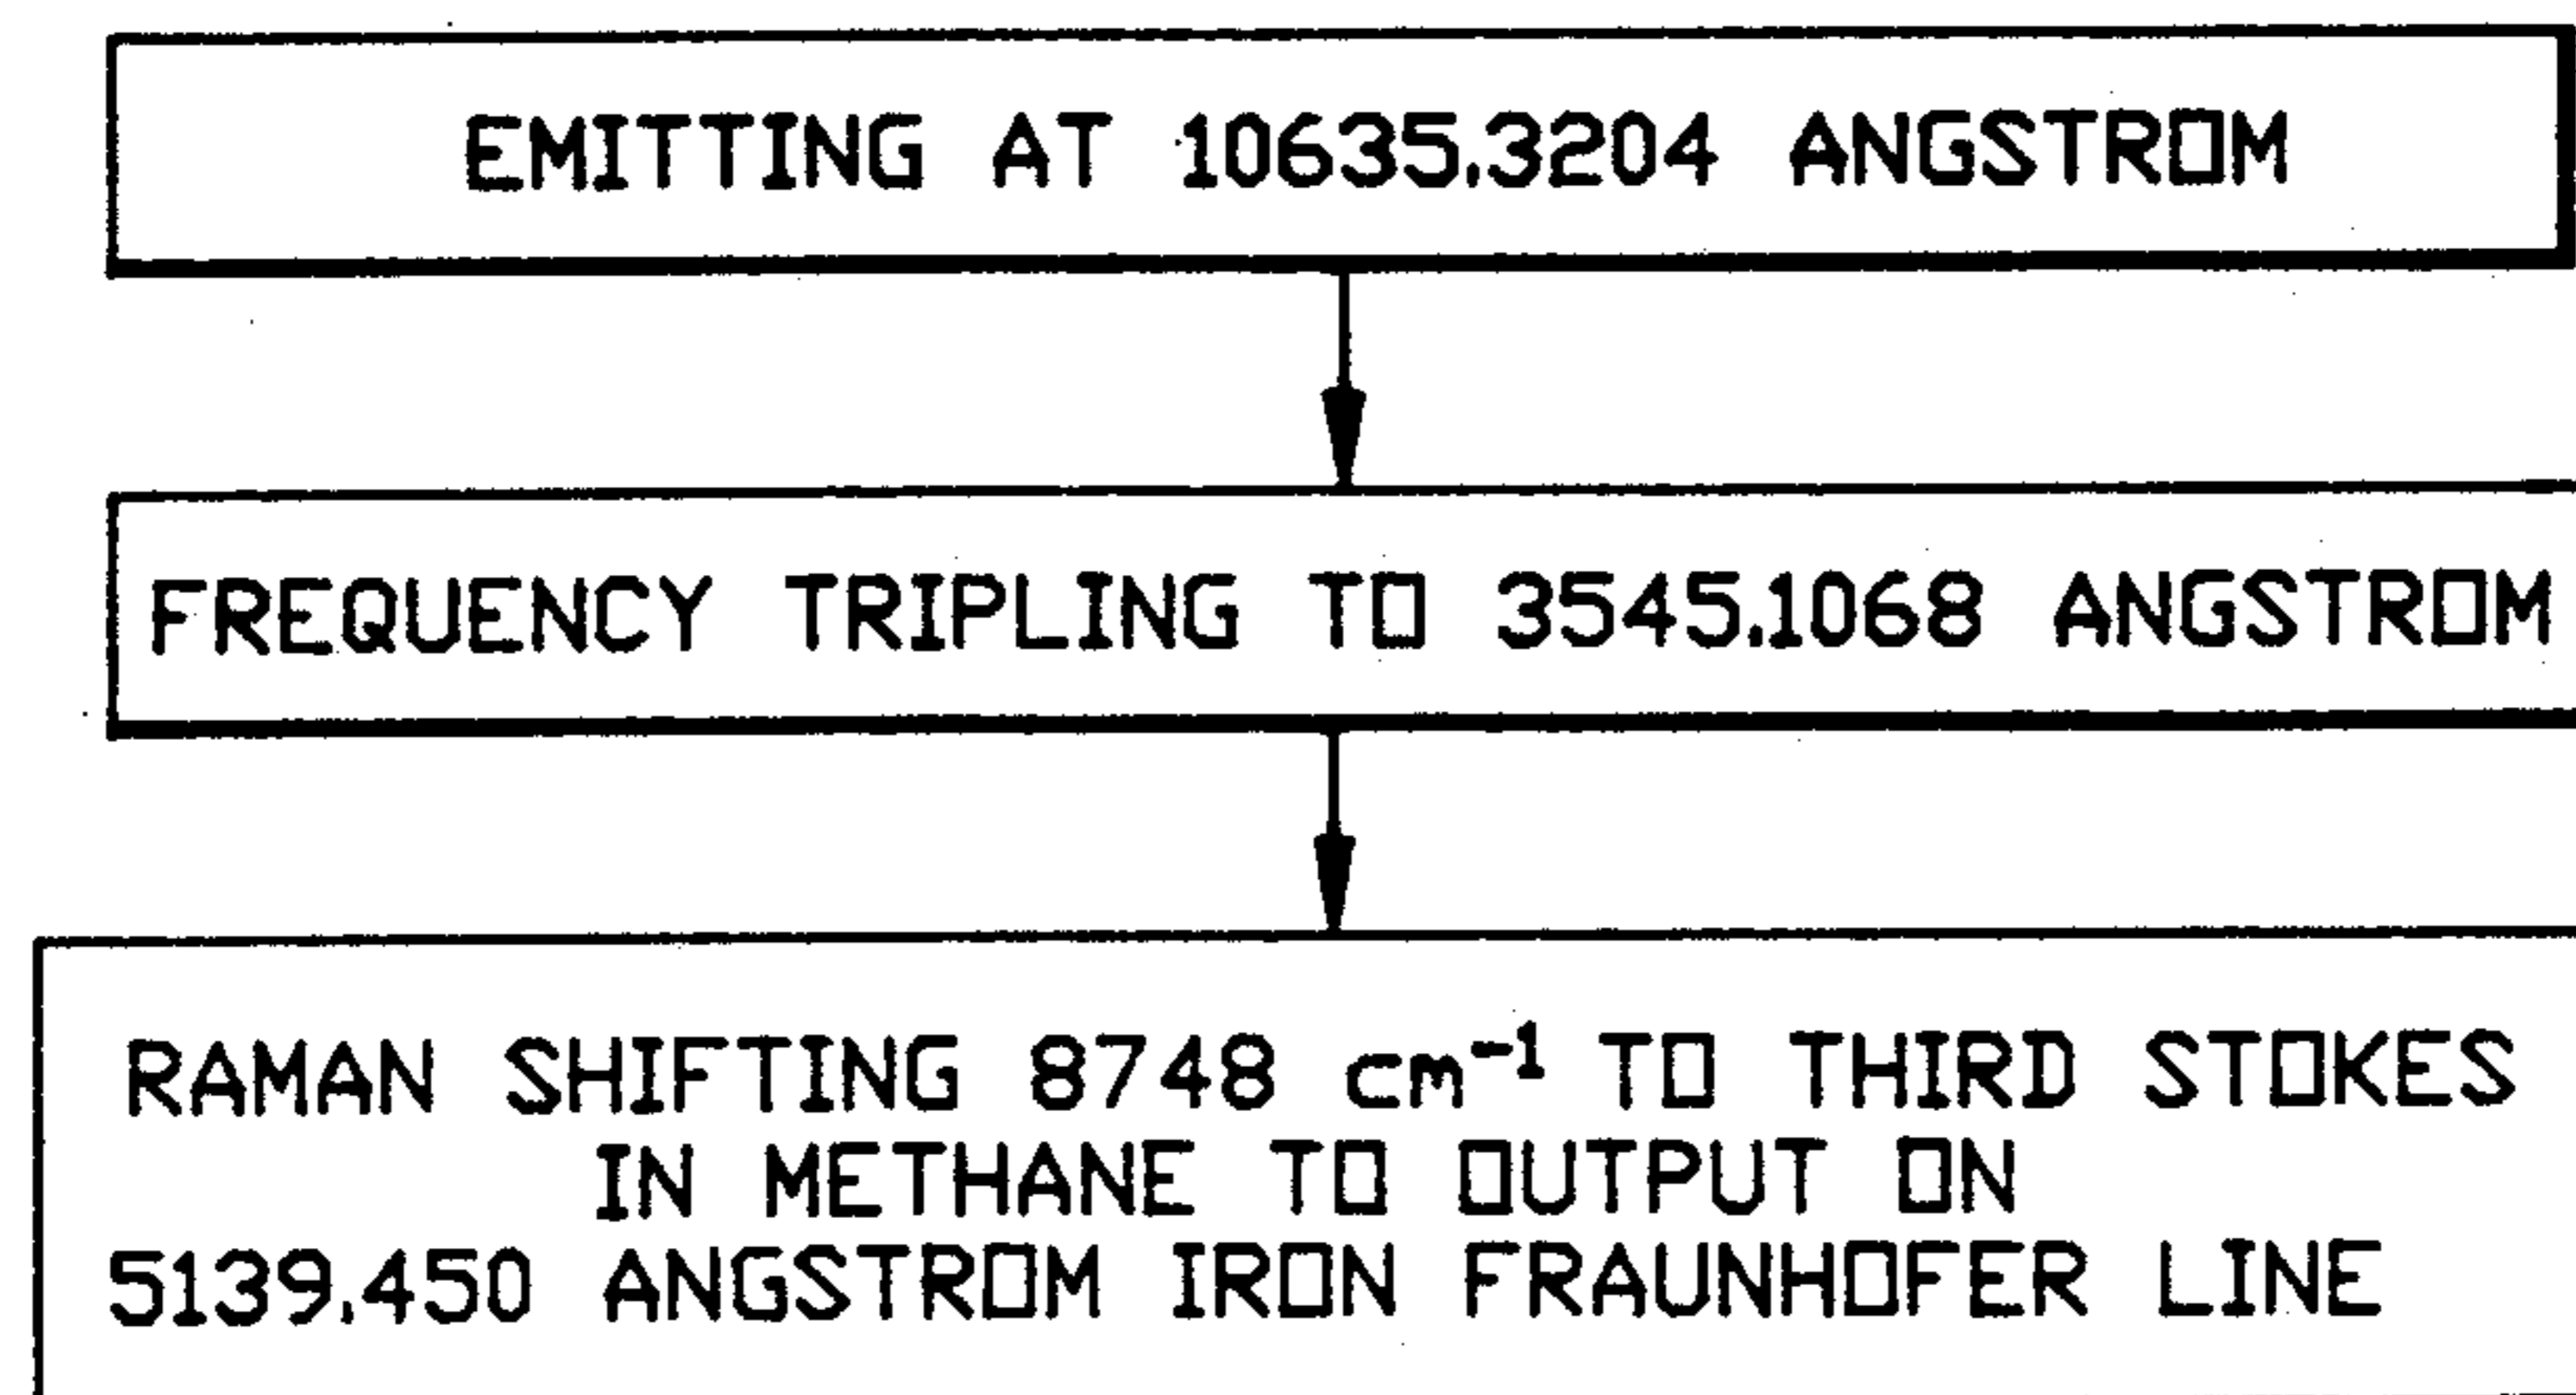 EMITTING AT 10635.3204 ANGSTROM
FREQUENCY TRIPLING TO 3545.1068 ANGSTROM
RAMAN SHIFTING 8748 cm⁻¹ TO THIRD STOKES
IN METHANE TO OUTPUT ON
5139.450 ANGSTROM IRON FRAUNHOFER LINE